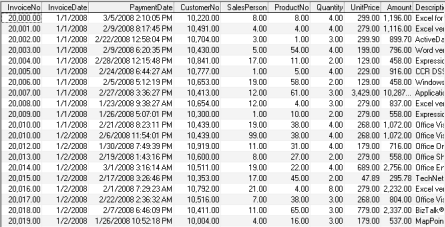 InvoiceNo InvoiceDate PaymentDate CustomerNo SalesPerson ProductNo Quantity UnitPrice Amount Descripti
20,000.00 1/1/2008 3/5/2008 2:10:05 PM 10,220.00 8.00 8.00 4.00 299.00 1,196.00 Excel for
20,001.00 1/1/2008 2/9/2008 8:17:45 PM 10,491.00 4.00 4.00 4.00 279.00 1,116.00 Excel ver
20,002.00 1/1/2008 2/22/2008 12:58:04 PM 10,704.00 3.00 1.00 3.00 299.90 899.70 ActiveDa
20,003.00 1/1/2008 2/9/2008 6:20:35 PM 10,430.00 5.00 54.00 4.00 199.00 796.00 Word ver
20,004.00 1/1/2008 2/28/2008 12:15:48 PM 10,841.00 17.00 11.00 2.00 129.00 458.00 Expressic
20,005.00 1/1/2008 2/24/2008 6:44:27 AM 10,777.00 1.00 5.00 4.00 229.00 916.00 CCR DSS
20,006.00 1/1/2008 2/5/2008 5:12:19 PM 10,653.00 19.00 58.00 2.00 129.00 458.00 Windows
20,007.00 1/1/2008 2/27/2008 3:36:27 PM 10,413.00 12.00 61.00 3.00 3,429.00 10,287... Applicati
20,008.00 1/1/2008 1/23/2008 9:38:27 AM 10,654.00 12.00 4.00 3.00 279.00 837.00 Excel ver
20,009.00 1/1/2008 1/26/2008 5:07:01 PM 10,300.00 1.00 10.00 2.00 279.00 558.00 Expressic
20,010.00 1/1/2008 2/21/2008 8:23:11 PM 10,439.00 19.00 38.00 4.00 268.00 1,072.00 Office Vis
20,010.00 1/2/2008 2/6/2008 11:54:01 PM 10,439.00 99.00 38.00 4.00 268.00 1,072.00 Office Vis
20,012.00 1/2/2008 1/30/2008 7:49:39 PM 10,919.00 11.00 31.00 4.00 179.00 716.00 Office Or
20,013.00 1/2/2008 2/19/2008 1:43:16 PM 10,600.00 8.00 27.00 2.00 279.00 558.00 Office Sh
20,014.00 1/2/2008 3/1/2008 3:16:14 AM 10,511.00 19.00 22.00 4.00 689.00 2,756.00 Office Er
20,015.00 1/2/2008 2/17/2008 3:26:46 PM 10,353.00 17.00 45.00 2.00 47.89 295.78 TechNet
20,016.00 1/2/2008 2/1/2008 7:29:23 AM 10,792.00 21.00 4.00 8.00 279.00 2,232.00 Excel ver
20,017.00 1/2/2008 2/22/2008 2:36:32 AM 10,516.00 7.00 38.00 3.00 268.00 804.00 Office Vis
20,018.00 1/2/2008 2/7/2008 6:46:09 PM 10,411.00 11.00 65.00 3.00 779.00 2,337.00 BizTalk®
20,019.00 1/2/2008 1/26/2008 10:52:18 PM 10,004.00 4.00 16.00 3.00 179.00 537.00 MapPoin